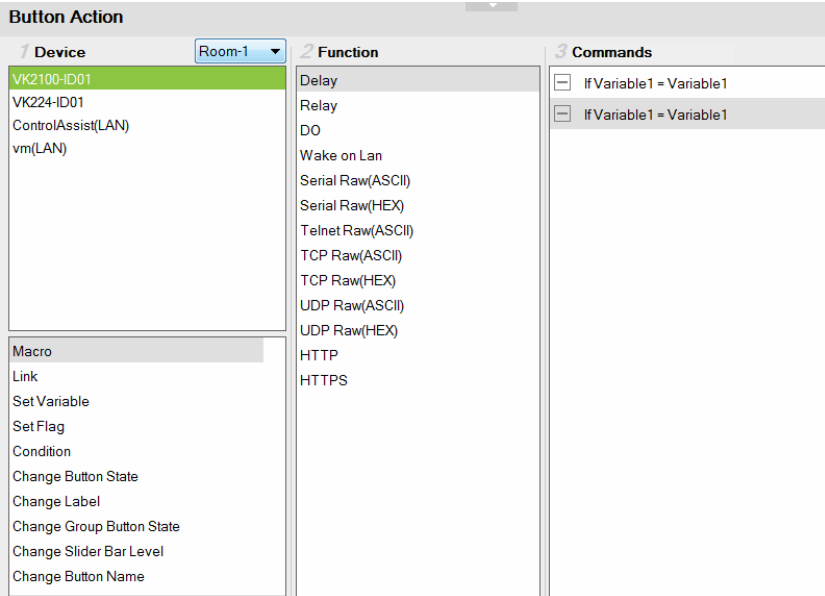 Button Action
1 Device
Room-1
VK2100-ID01
VK224-ID01
ControlAssist(LAN)
vm(LAN)
Macro
Link
Set Variable
Set Flag
Condition
Change Button State
Change Label
Change Group Button State
Change Slider Bar Level
Change Button Name
2 Function
Delay
Relay
DO
Wake on Lan
Serial Raw(ASCII)
Serial Raw(HEX)
Telnet Raw(ASCII)
TCP Raw(ASCII)
TCP Raw(HEX)
UDP Raw(ASCII)
UDP Raw(HEX)
HTTP
HTTPS
3 Commands
If Variable1 = Variable1
If Variable1 = Variable1